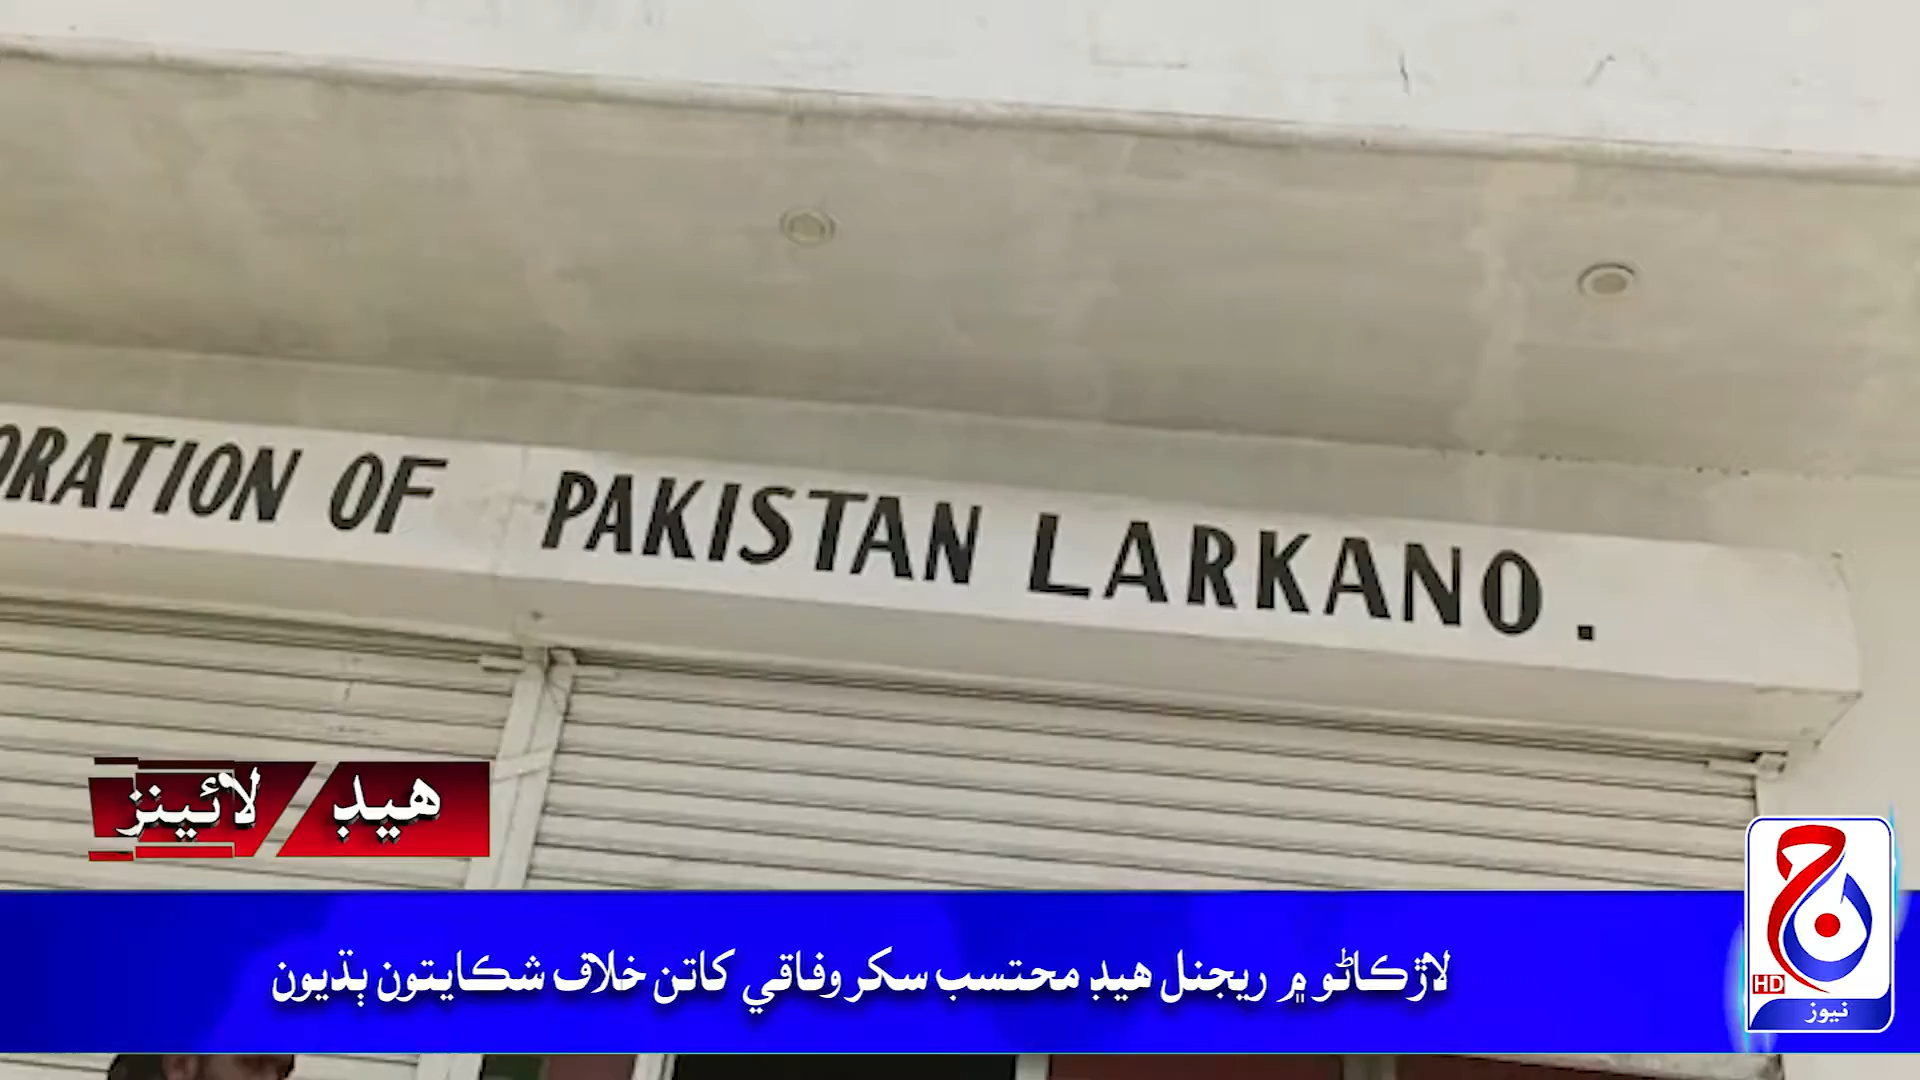 ORATION OF PAKISTAN LARKANO.
هيڊ لائينز
لاڙڪاڻو ۾ ريجنل هيڊ محتسب سکر وفاقي کاتن خلاف شڪايتون ٻڌيون
HD
نيوز